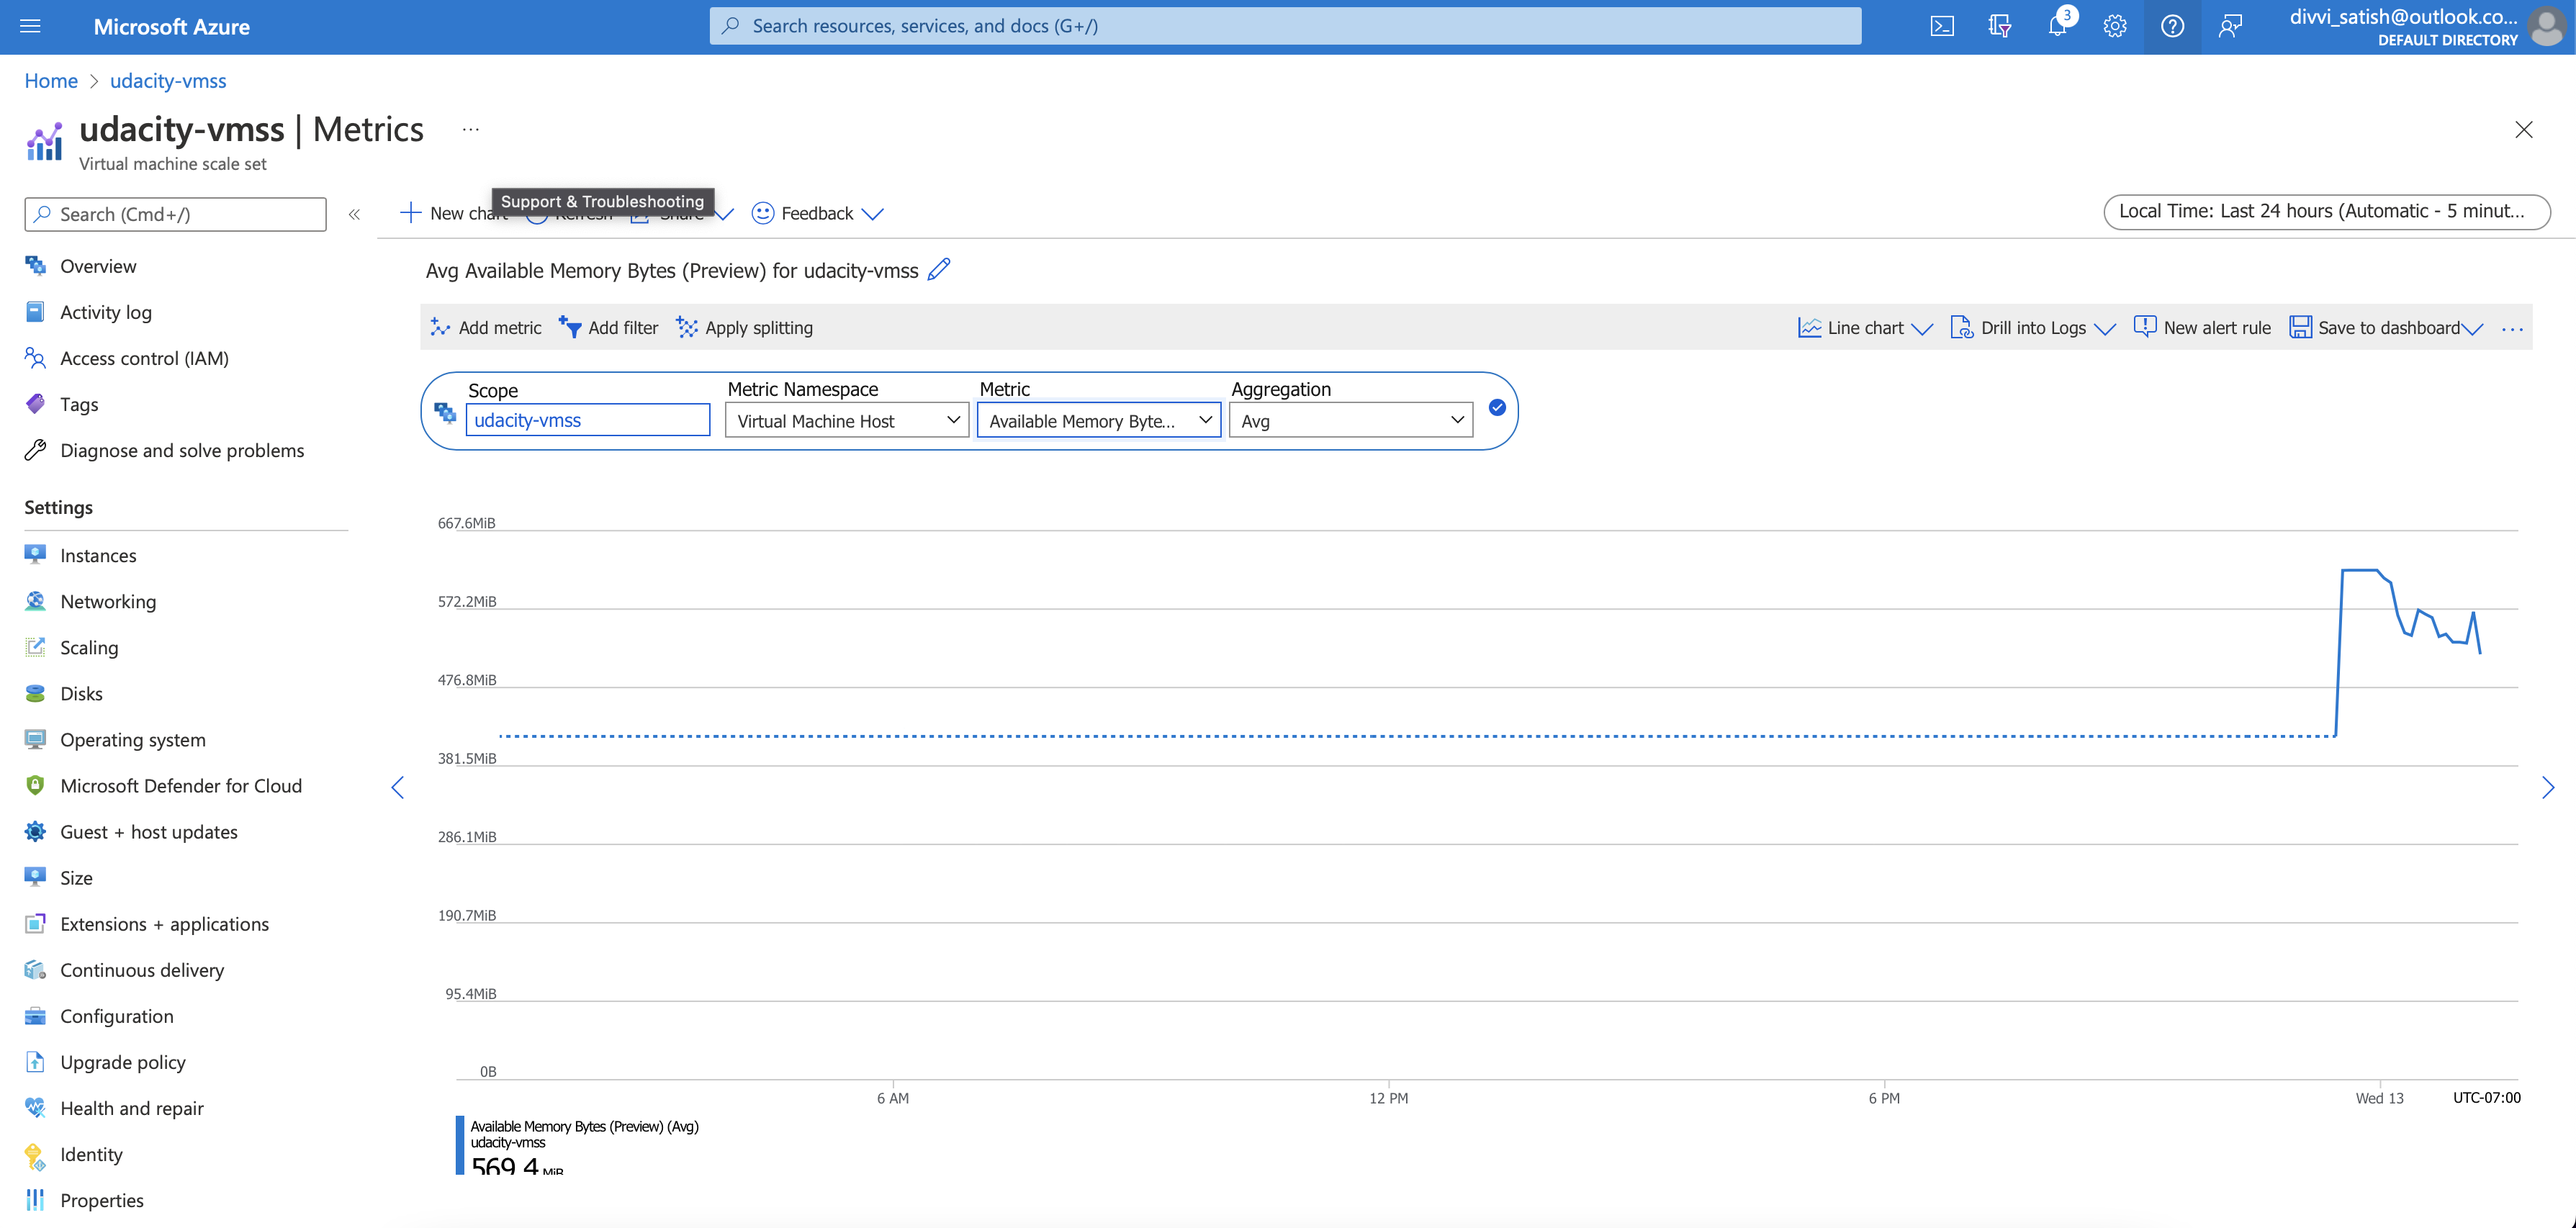 Microsoft Azure
Search resources, services, and docs (G+/)
3
divvi_satish@outlook.co...
DEFAULT DIRECTORY
Home > udacity-vmss
udacity-vmss | Metrics ...
Virtual machine scale set
Search (Cmd+/)
«
Support & Troubleshooting
New chart Refresh Share Feedback
Local Time: Last 24 hours (Automatic - 5 minut...
Overview
Activity log
Access control (IAM)
Tags
Diagnose and solve problems
Settings
Instances
Networking
Scaling
Disks
Operating system
Microsoft Defender for Cloud
Guest + host updates
Size
Extensions + applications
Continuous delivery
Configuration
Upgrade policy
Health and repair
Identity
Properties
Avg Available Memory Bytes (Preview) for udacity-vmss
Add metric Add filter Apply splitting
Line chart Drill into Logs New alert rule Save to dashboard ...
Scope Metric Namespace Metric Aggregation
udacity-vmss Virtual Machine Host Available Memory Byte... Avg
667.6MiB
572.2MiB
476.8MiB
381.5MiB
286.1MiB
190.7MiB
95.4MiB
0B
6 AM 12 PM 6 PM Wed 13 UTC-07:00
Available Memory Bytes (Preview) (Avg)
udacity-vmss
569.4 MiB